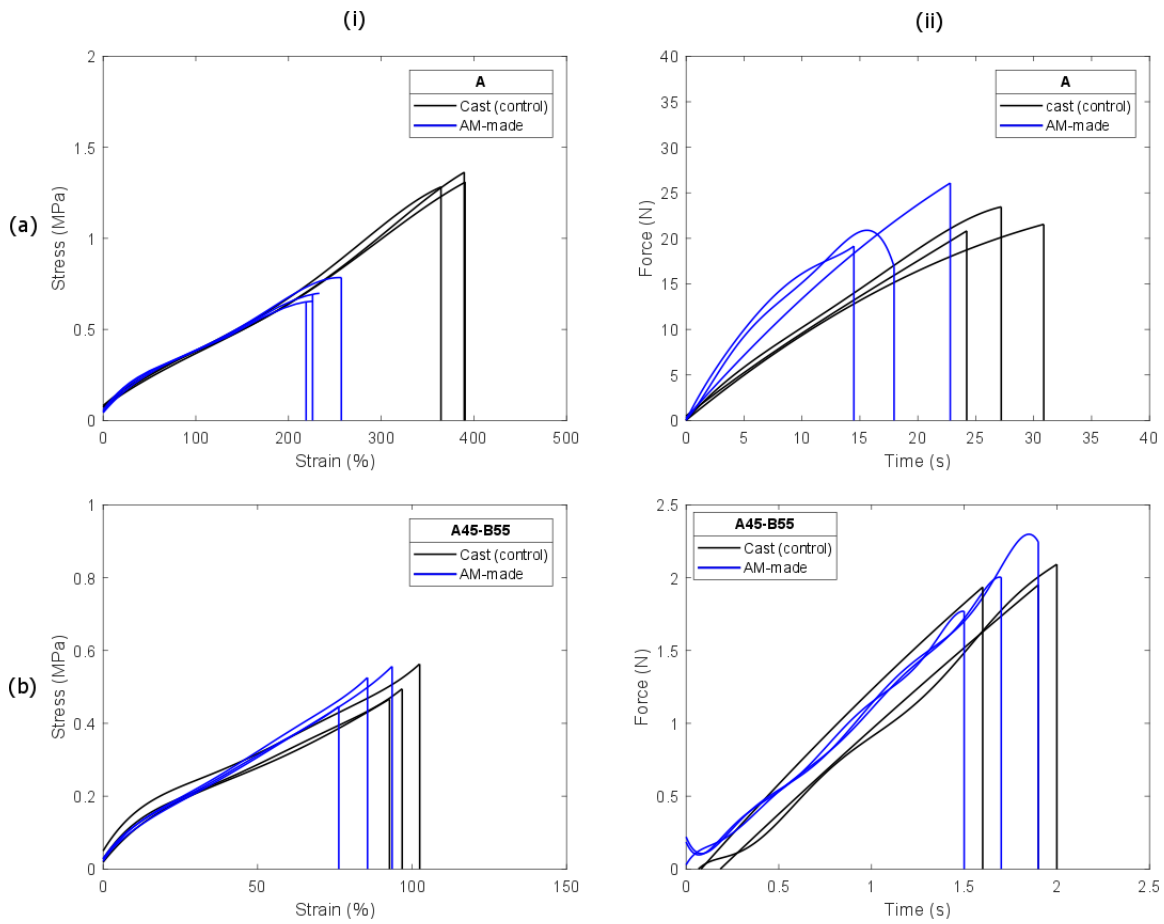 (i)
(ii)
(a)
Stress (MPa)
2
1.5
1
0.5
0
0
100
200
300
400
500
Strain (%)
A
Cast (control)
AM-made
Force (N)
40
35
30
25
20
15
10
5
0
0
5
10
15
20
25
30
35
40
Time (s)
A
cast (control)
AM-made
(b)
Stress (MPa)
1
0.8
0.6
0.4
0.2
0
0
50
100
150
Strain (%)
A45-B55
Cast (control)
AM-made
Force (N)
2.5
2
1.5
1
0.5
0
0
0.5
1
1.5
2
2.5
Time (s)
A45-B55
Cast (control)
AM-made